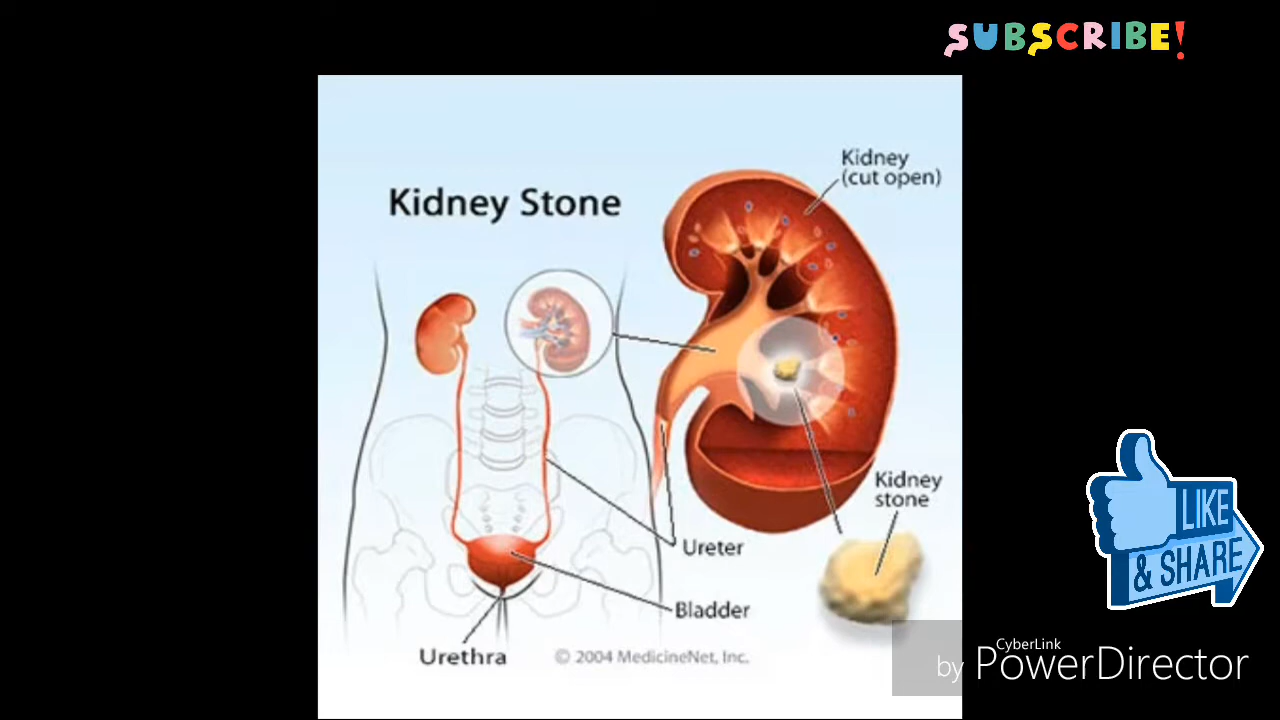 SUBSCRIBE!
Kidney
(cut open)
Kidney Stone
Kidney
stone
Ureter
Bladder
Urethra
© 2004 MedicineNet, Inc.
LIKE
& SHARE
CyberLink
by PowerDirector